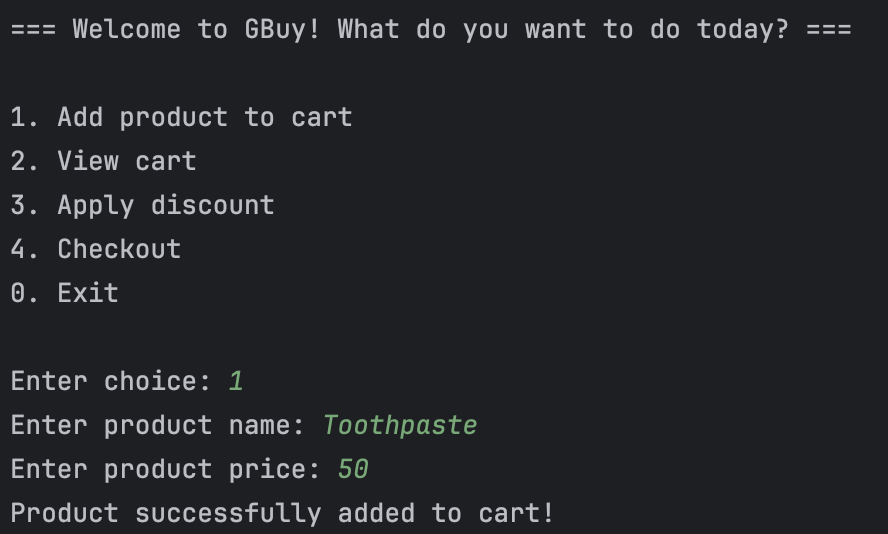 === Welcome to GBuy! What do you want to do today? ===
1. Add product to cart
2. View cart
3. Apply discount
4. Checkout
0. Exit
Enter choice: 1
Enter product name: Toothpaste
Enter product price: 50
Product successfully added to cart!